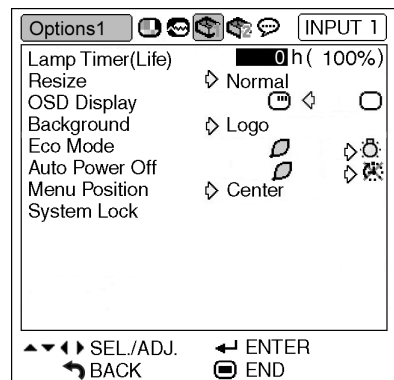 Options1 INPUT 1
Lamp Timer(Life) 0 h( 100%)
Resize Normal
OSD Display
Background Logo
Eco Mode
Auto Power Off
Menu Position Center
System Lock
SEL./ADJ. ENTER
BACK END